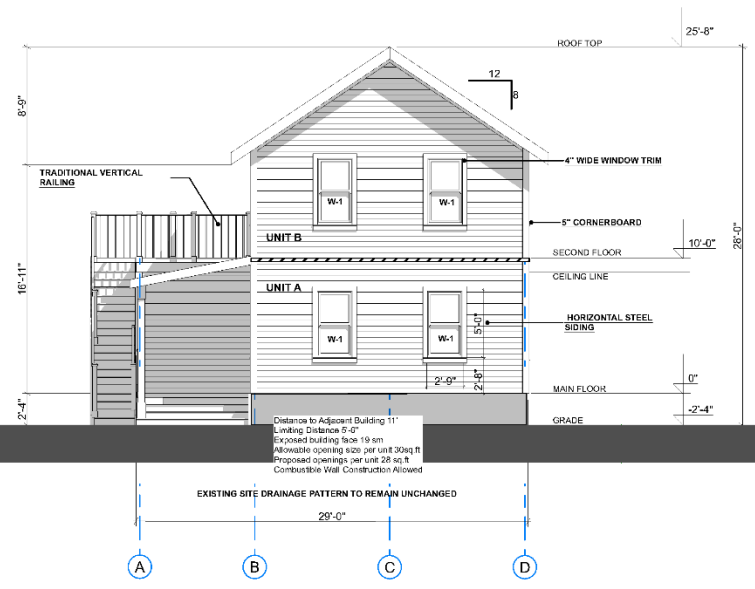 25'-8"
ROOF TOP
12
8
8'-9"
4" WIDE WINDOW TRIM
TRADITIONAL VERTICAL
RAILING
W-1
W-1
5" CORNERBOARD
UNIT B
10'-0"
28'-0"
SECOND FLOOR
CEILING LINE
16'-11"
UNIT A
5'-0"
HORIZONTAL STEEL
SIDING
W-1
W-1
2'-9"
2'-8"
0"
MAIN FLOOR
2'-4"
-2'-4"
GRADE
Distance to Adjacent Building 11'
Limiting Distance 5'-6"
Exposed building face 19 sm
Allowable opening size per unit 30sq.ft
Proposed openings per unit 28 sq.ft
Combustible Wall Construction Allowed
EXISTING SITE DRAINAGE PATTERN TO REMAIN UNCHANGED
29'-0"
A
B
C
D